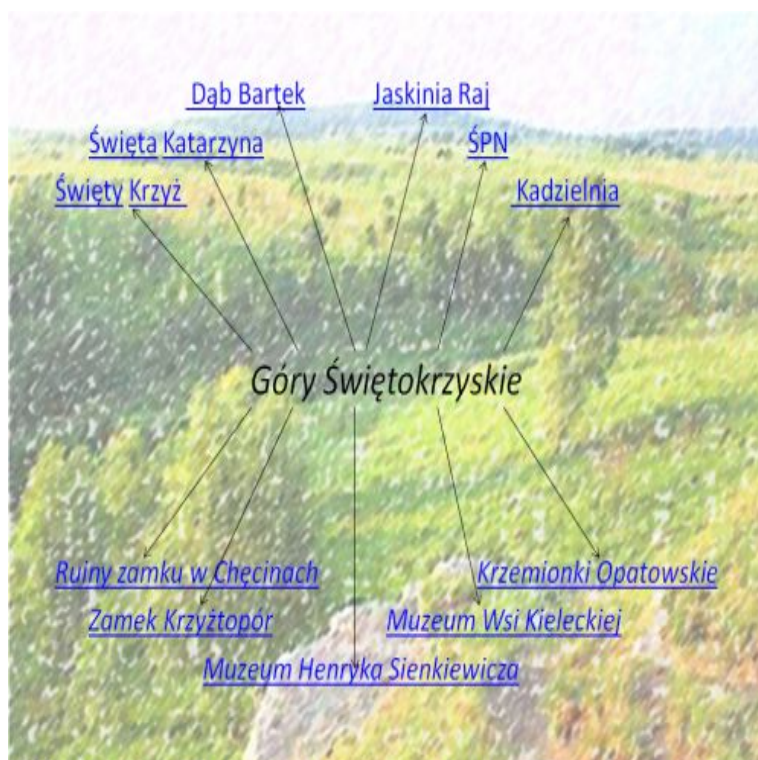 Dąb Bartek
Jaskinia Raj
Święta Katarzyna
ŚPN
Święty Krzyż
Kadzielnia
Góry Świętokrzyskie
Ruiny zamku w Chęcinach
Krzemionki Opatowskie
Zamek Krzyżtopór
Muzeum Wsi Kieleckiej
Muzeum Henryka Sienkiewicza